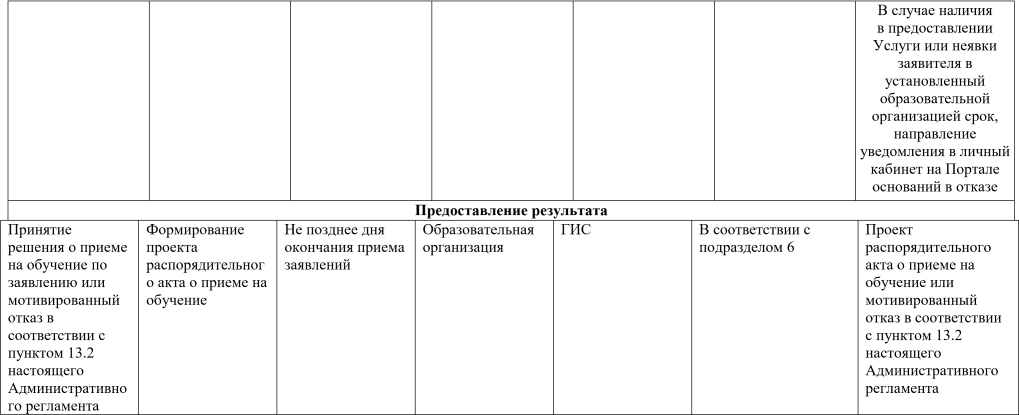 В случае наличия
в предоставлении
Услуги или неявки
заявителя в
установленный
образовательной
организацией срок,
направление
уведомления в личный
кабинет на Портале
оснований в отказе
Предоставление результата
Принятие
решения о приеме
на обучение по
заявлению или
мотивированный
отказ в
соответствии с
пунктом 13.2
настоящего
Административно
го регламента
Формирование
проекта
распорядительног
о акта о приеме на
обучение
Не позднее дня
окончания приема
заявлений
Образовательная
организация
ГИС
В соответствии с
подразделом 6
Проект
распорядительного
акта о приеме на
обучение или
мотивированный
отказ в соответствии
с пунктом 13.2
настоящего
Административного
регламента